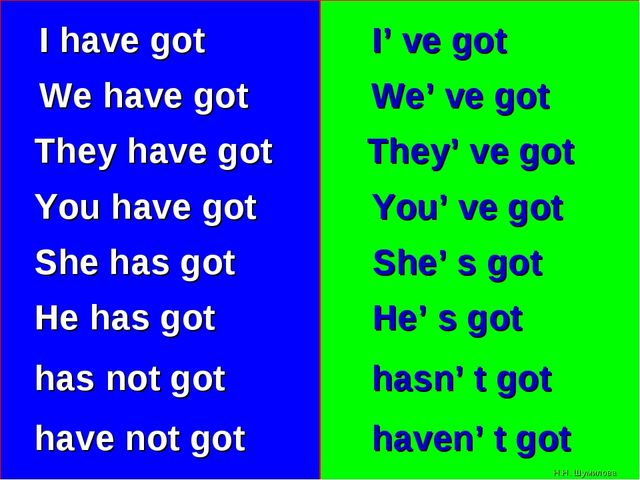 I have got
We have got
They have got
You have got
She has got
He has got
has not got
have not got
I’ ve got
We’ ve got
They’ ve got
You’ ve got
She’ s got
He’ s got
hasn’ t got
haven’ t got
Н.Н. Шумилова